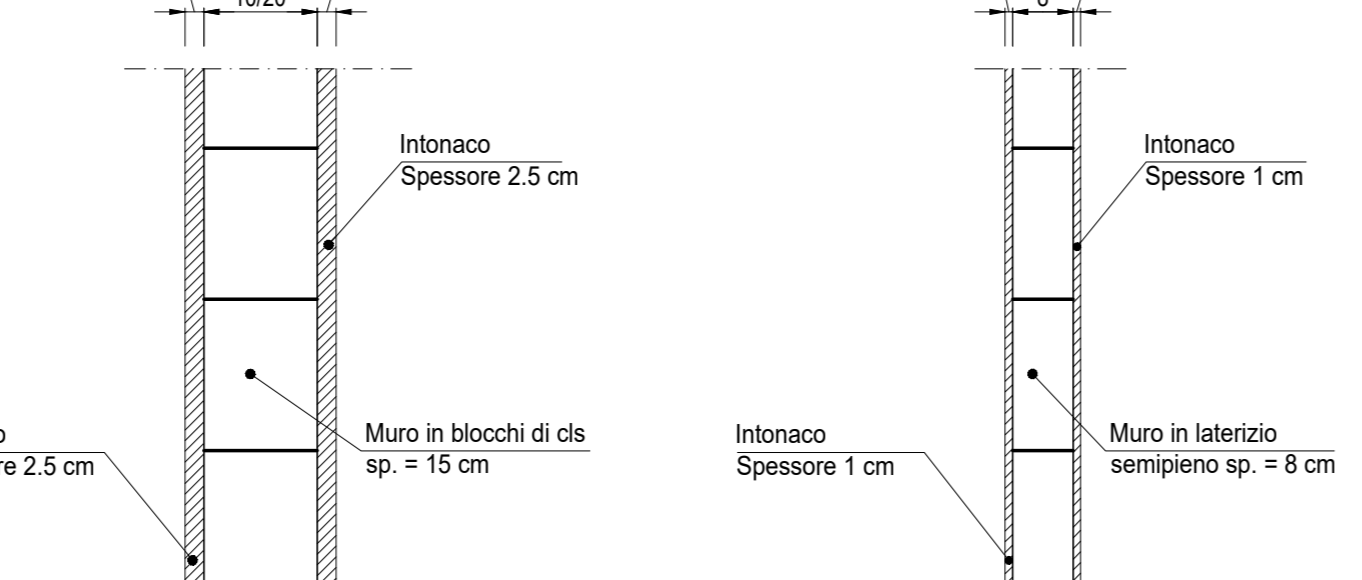 Intonaco
Spessore 2.5 cm
Muro in blocchi di cls
sp. = 15 cm
2.5 cm
Intonaco
Spessore 1 cm
Intonaco
Spessore 1 cm
Muro in laterizio
semipieno sp. = 8 cm